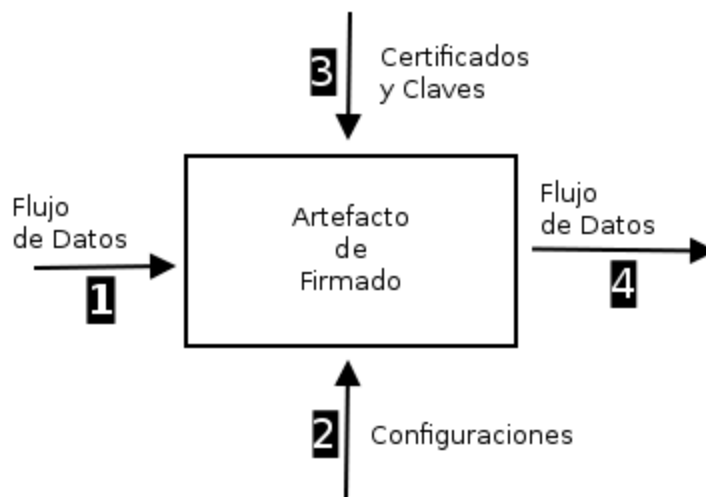 3
Certificados
y Claves
Flujo
de Datos
1
Artefacto
de
Firmado
Flujo
de Datos
4
2
Configuraciones